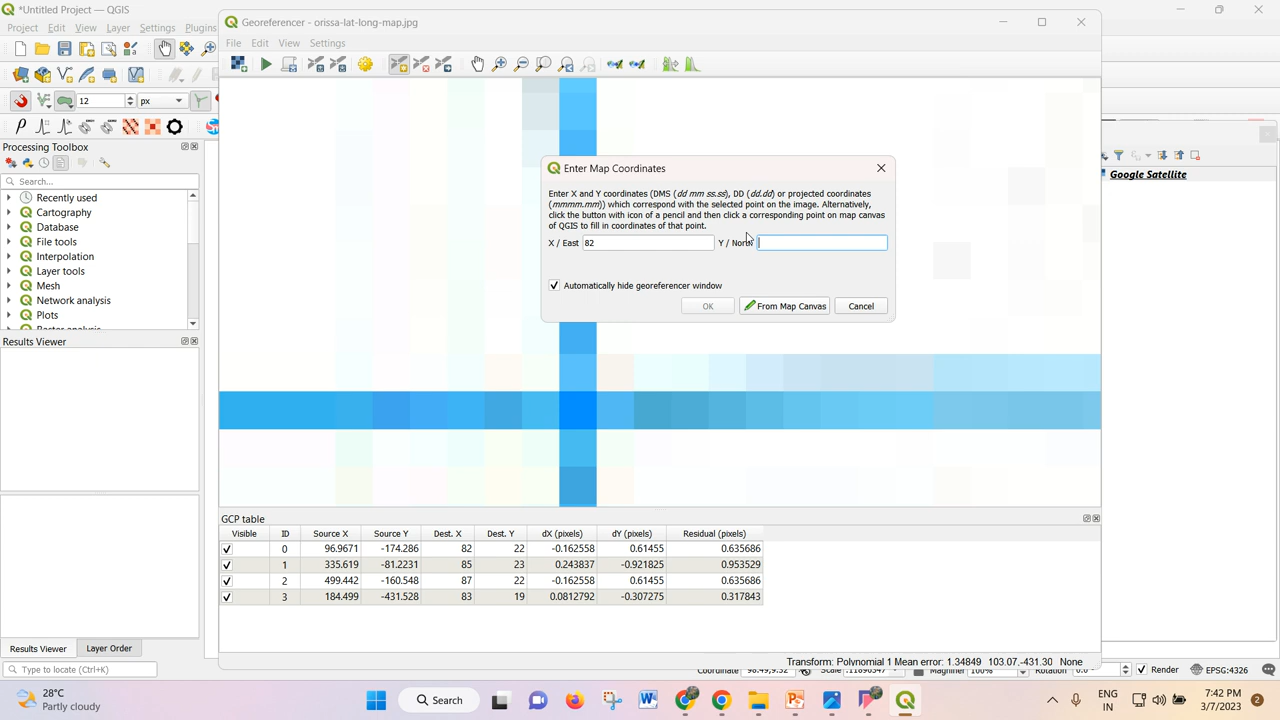 *Untitled Project — QGIS
Project Edit View Layer Settings Plugins
Georeferencer - orissa-lat-long-map.jpg
File Edit View Settings
12 px
Processing Toolbox
Search...
Recently used
Cartography
Database
File tools
Interpolation
Layer tools
Mesh
Network analysis
Plots
Raster analysis
Results Viewer
Results Viewer Layer Order
Type to locate (Ctrl+K)
Enter Map Coordinates
Enter X and Y coordinates (DMS (dd mm ss.ss), DD (dd.dd) or projected coordinates
(mmmm.mm)) which correspond with the selected point on the image. Alternatively,
click the button with icon of a pencil and then click a corresponding point on map canvas
of QGIS to fill in coordinates of that point.
X / East 82 Y / North
Automatically hide georeferencer window
OK From Map Canvas Cancel
Google Satellite
GCP table
Visible ID Source X Source Y Dest. X Dest. Y dX (pixels) dY (pixels) Residual (pixels)
0 96.9671 -174.286 82 22 -0.162558 0.61455 0.635686
1 335.619 -81.2231 85 23 0.243837 -0.921825 0.953529
2 499.442 -160.548 87 22 -0.162558 0.61455 0.635686
3 184.499 -431.528 83 19 0.0812792 -0.307275 0.317843
Transform: Polynomial 1 Mean error: 1.34849 103.07,-431.30 None
Coordinate Scale Magnifier 100% Rotation Render EPSG:4326
28°C
Partly cloudy
Search
ENG
IN
7:42 PM
3/7/2023
2